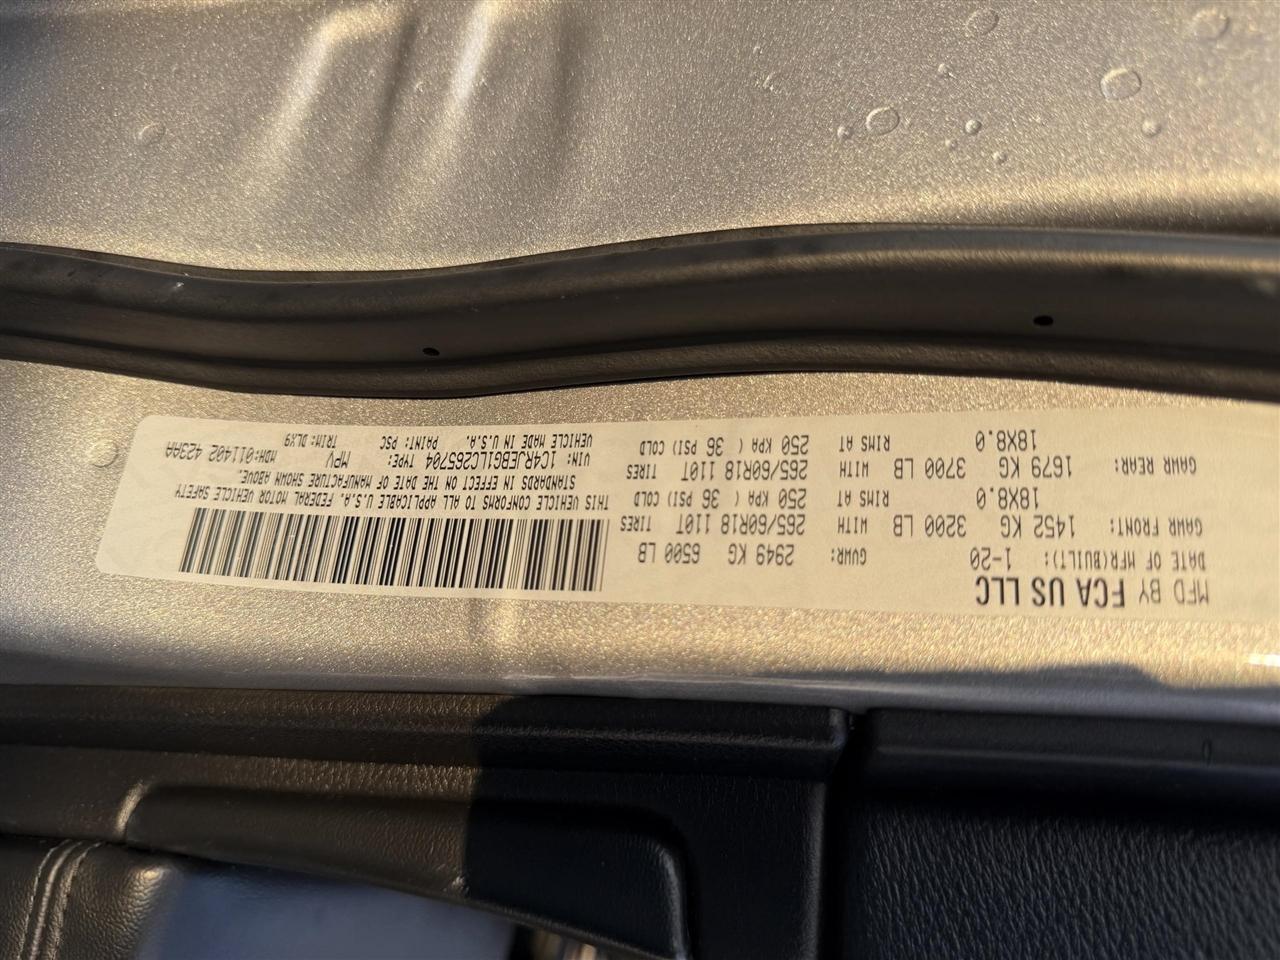 MFD BY FCA US LLC
DATE OF MFR(BUILT): 1-20 GVWR: 2949 KG 6500 LB
GAWR FRONT: 1452 KG 3200 LB WITH 265/60R18 110T TIRES
18X8.0 RIMS AT 250 KPA ( 36 PSI) COLD
GAWR REAR: 1679 KG 3700 LB WITH 265/60R18 110T TIRES
18X8.0 RIMS AT 250 KPA ( 36 PSI) COLD
THIS VEHICLE CONFORMS TO ALL APPLICABLE U.S.A. FEDERAL MOTOR VEHICLE SAFETY
STANDARDS IN EFFECT ON THE DATE OF MANUFACTURE SHOWN ABOVE.
VIN: 1C4RJEBG1LC265704 TYPE: MPV MDH:011402 423AA
VEHICLE MADE IN U.S.A. PAINT: PSC TRIM: DLX9